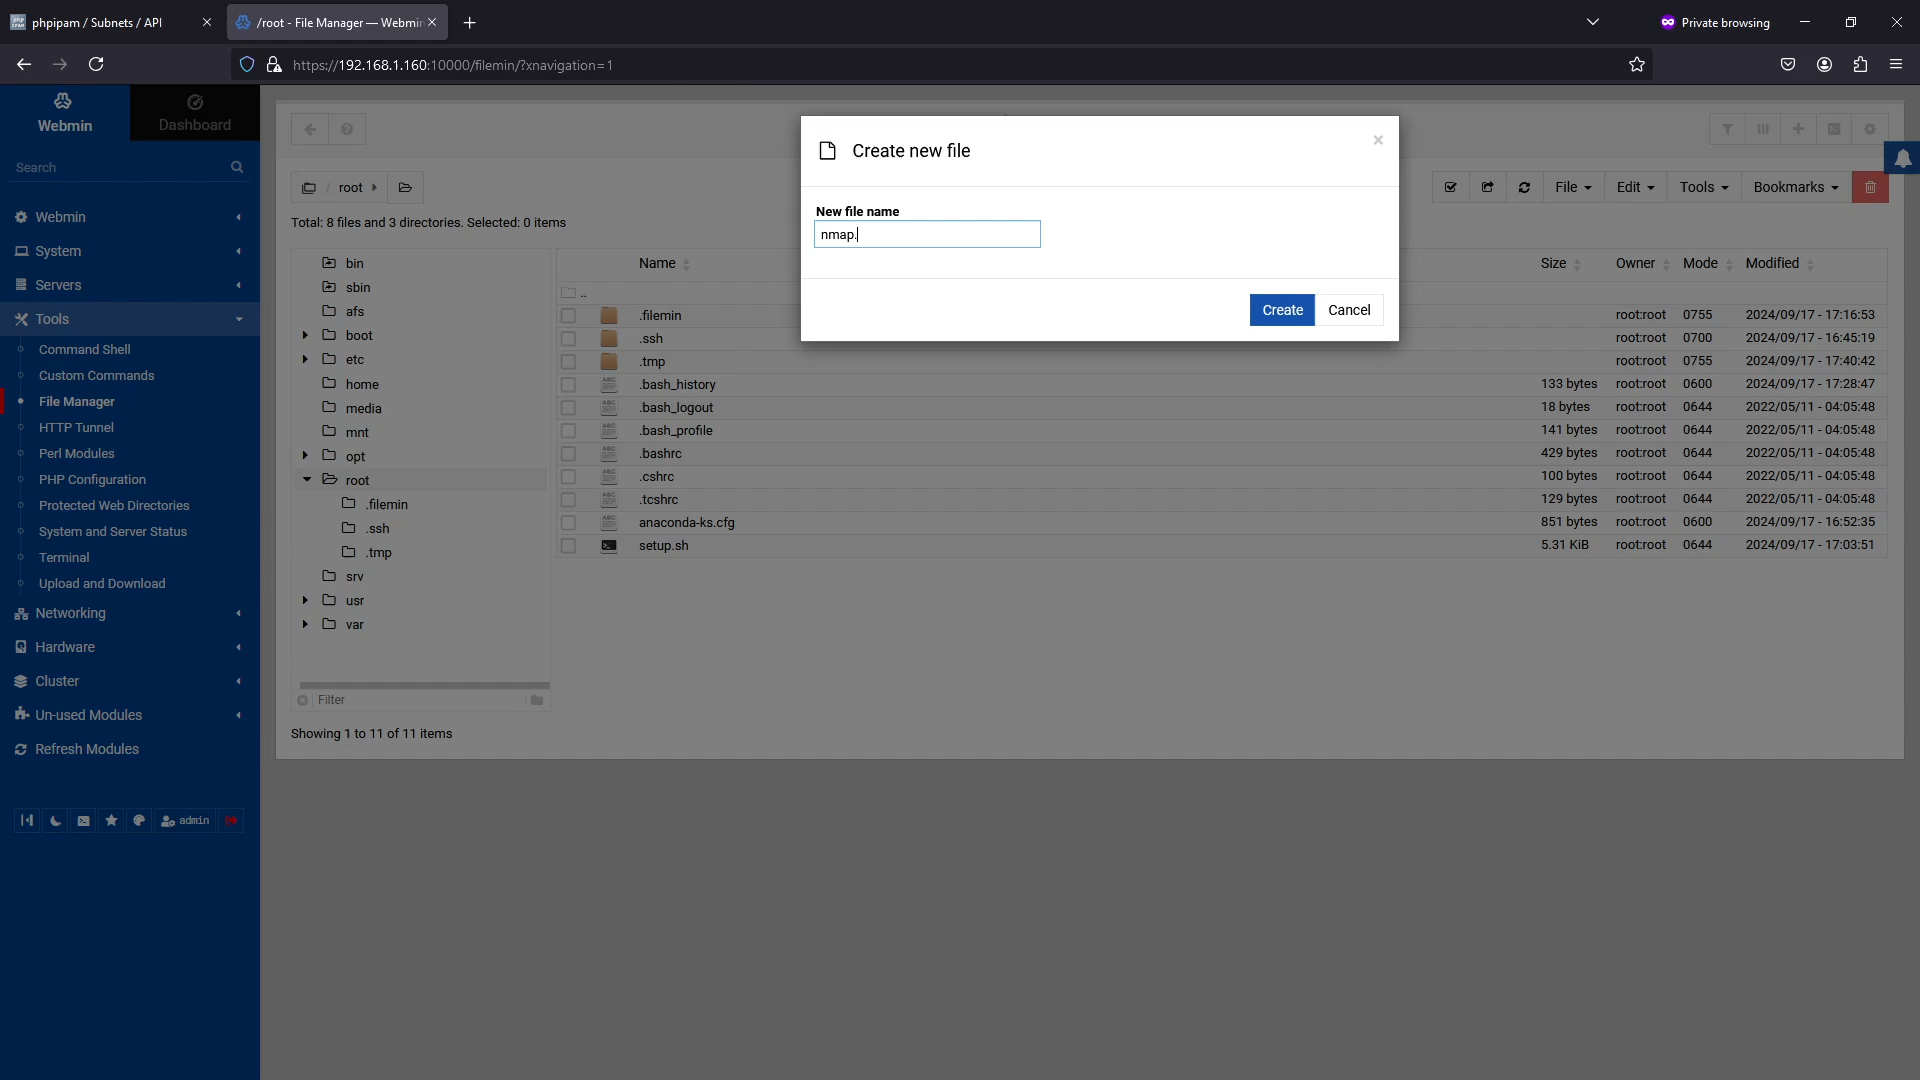 phpipam / Subnets / API
/root - File Manager — Webmin
Private browsing
https://192.168.1.160:10000/filemin/?xnavigation=1
Webmin
Dashboard
Search
Webmin
System
Servers
Tools
Command Shell
Custom Commands
File Manager
HTTP Tunnel
Perl Modules
PHP Configuration
Protected Web Directories
System and Server Status
Terminal
Upload and Download
Networking
Hardware
Cluster
Un-used Modules
Refresh Modules
admin
/ root
Total: 8 files and 3 directories. Selected: 0 items
File
Edit
Tools
Bookmarks
bin
sbin
afs
boot
etc
home
media
mnt
opt
root
.filemin
.ssh
.tmp
srv
usr
var
Filter
Showing 1 to 11 of 11 items
Create new file
New file name
nmap.
Create
Cancel
Name Size Owner Mode Modified
..
.filemin root:root 0755 2024/09/17 - 17:16:53
.ssh root:root 0700 2024/09/17 - 16:45:19
.tmp root:root 0755 2024/09/17 - 17:40:42
.bash_history 133 bytes root:root 0600 2024/09/17 - 17:28:47
.bash_logout 18 bytes root:root 0644 2022/05/11 - 04:05:48
.bash_profile 141 bytes root:root 0644 2022/05/11 - 04:05:48
.bashrc 429 bytes root:root 0644 2022/05/11 - 04:05:48
.cshrc 100 bytes root:root 0644 2022/05/11 - 04:05:48
.tcshrc 129 bytes root:root 0644 2022/05/11 - 04:05:48
anaconda-ks.cfg 851 bytes root:root 0600 2024/09/17 - 16:52:35
setup.sh 5.31 KiB root:root 0644 2024/09/17 - 17:03:51